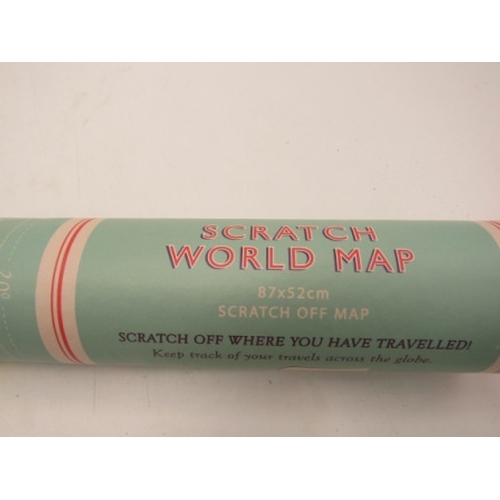 SCRATCH
WORLD MAP
87x52cm
SCRATCH OFF MAP
SCRATCH OFF WHERE YOU HAVE TRAVELLED!
Keep track of your travels across the globe.